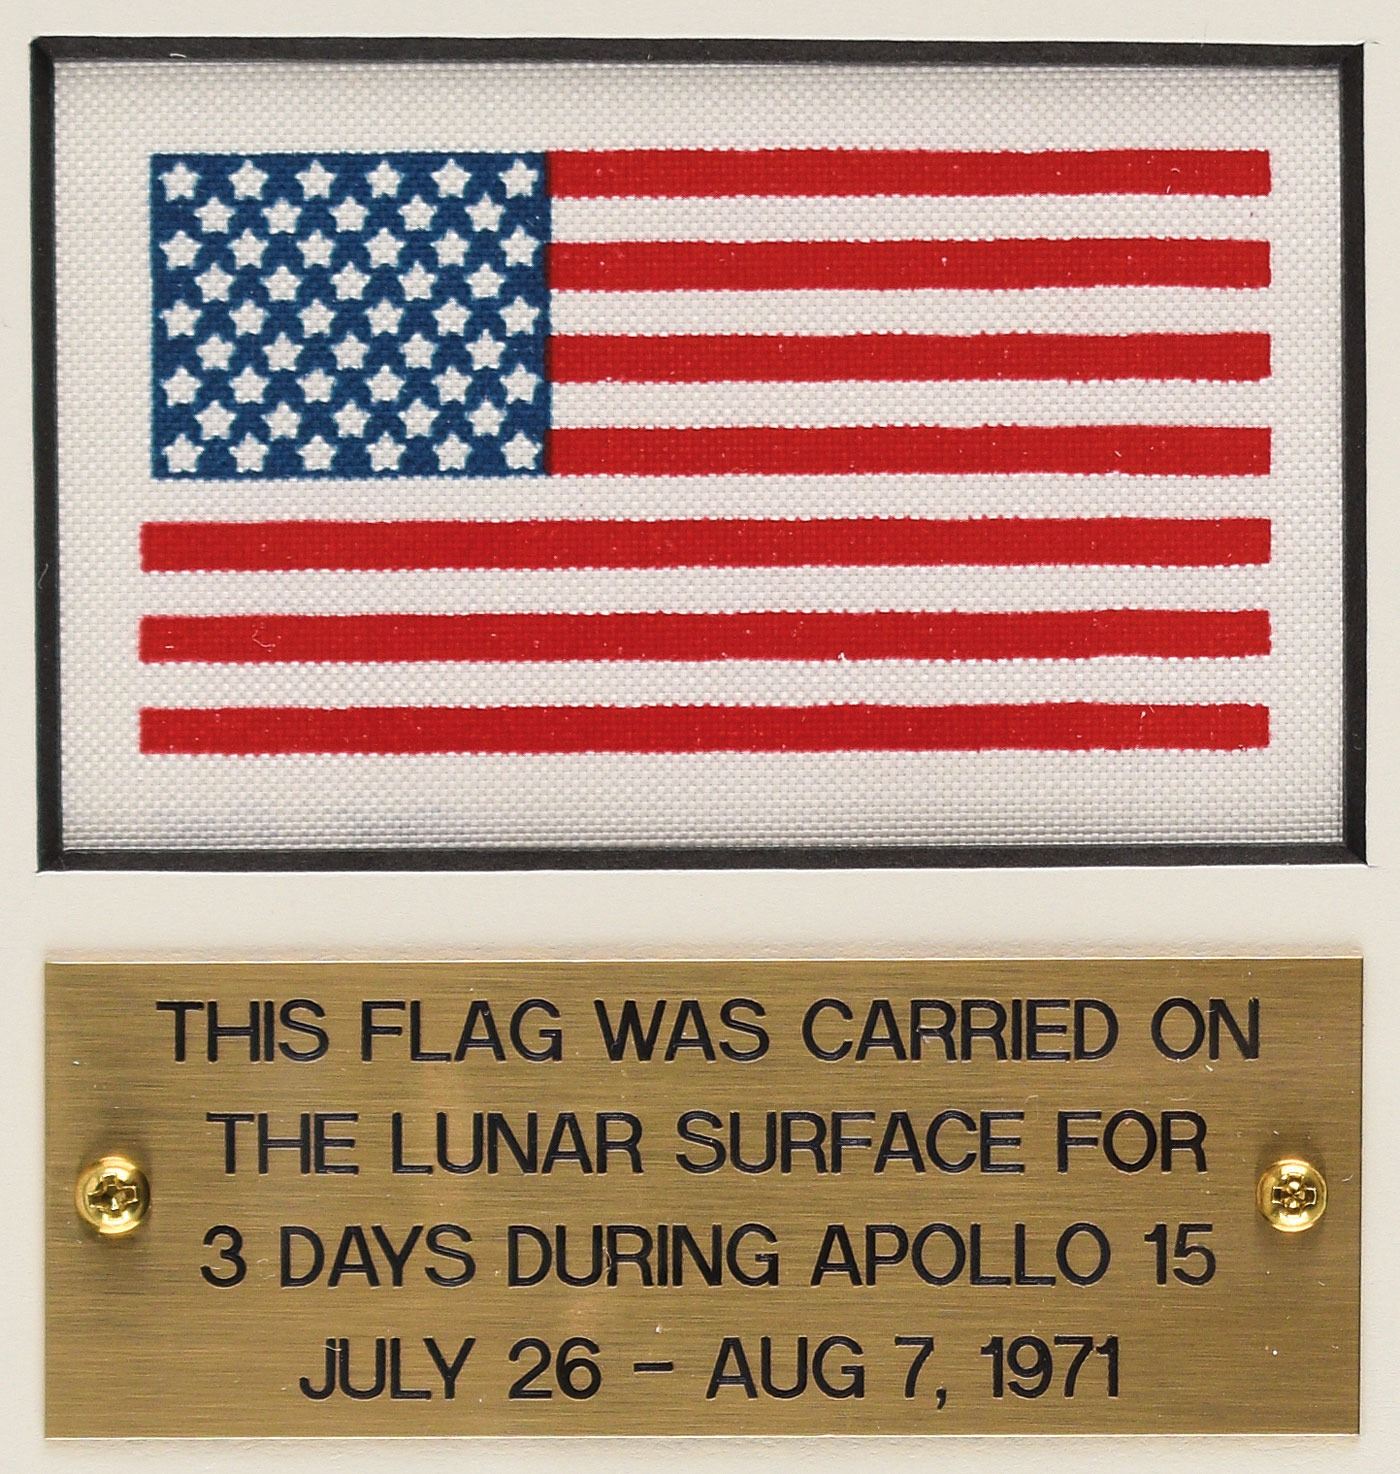 THIS FLAG WAS CARRIED ON
THE LUNAR SURFACE FOR
3 DAYS DURING APOLLO 15
JULY 26 - AUG 7, 1971